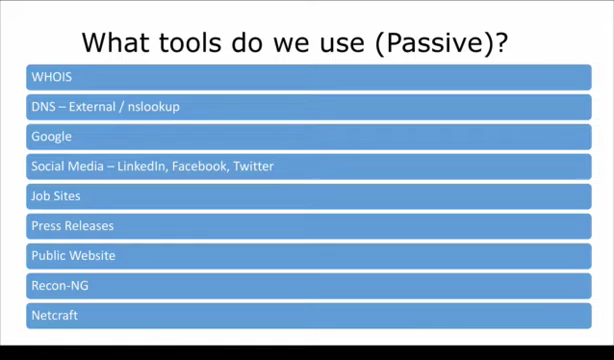 What tools do we use (Passive)?
WHOIS
DNS – External / nslookup
Google
Social Media – LinkedIn, Facebook, Twitter
Job Sites
Press Releases
Public Website
Recon-NG
Netcraft